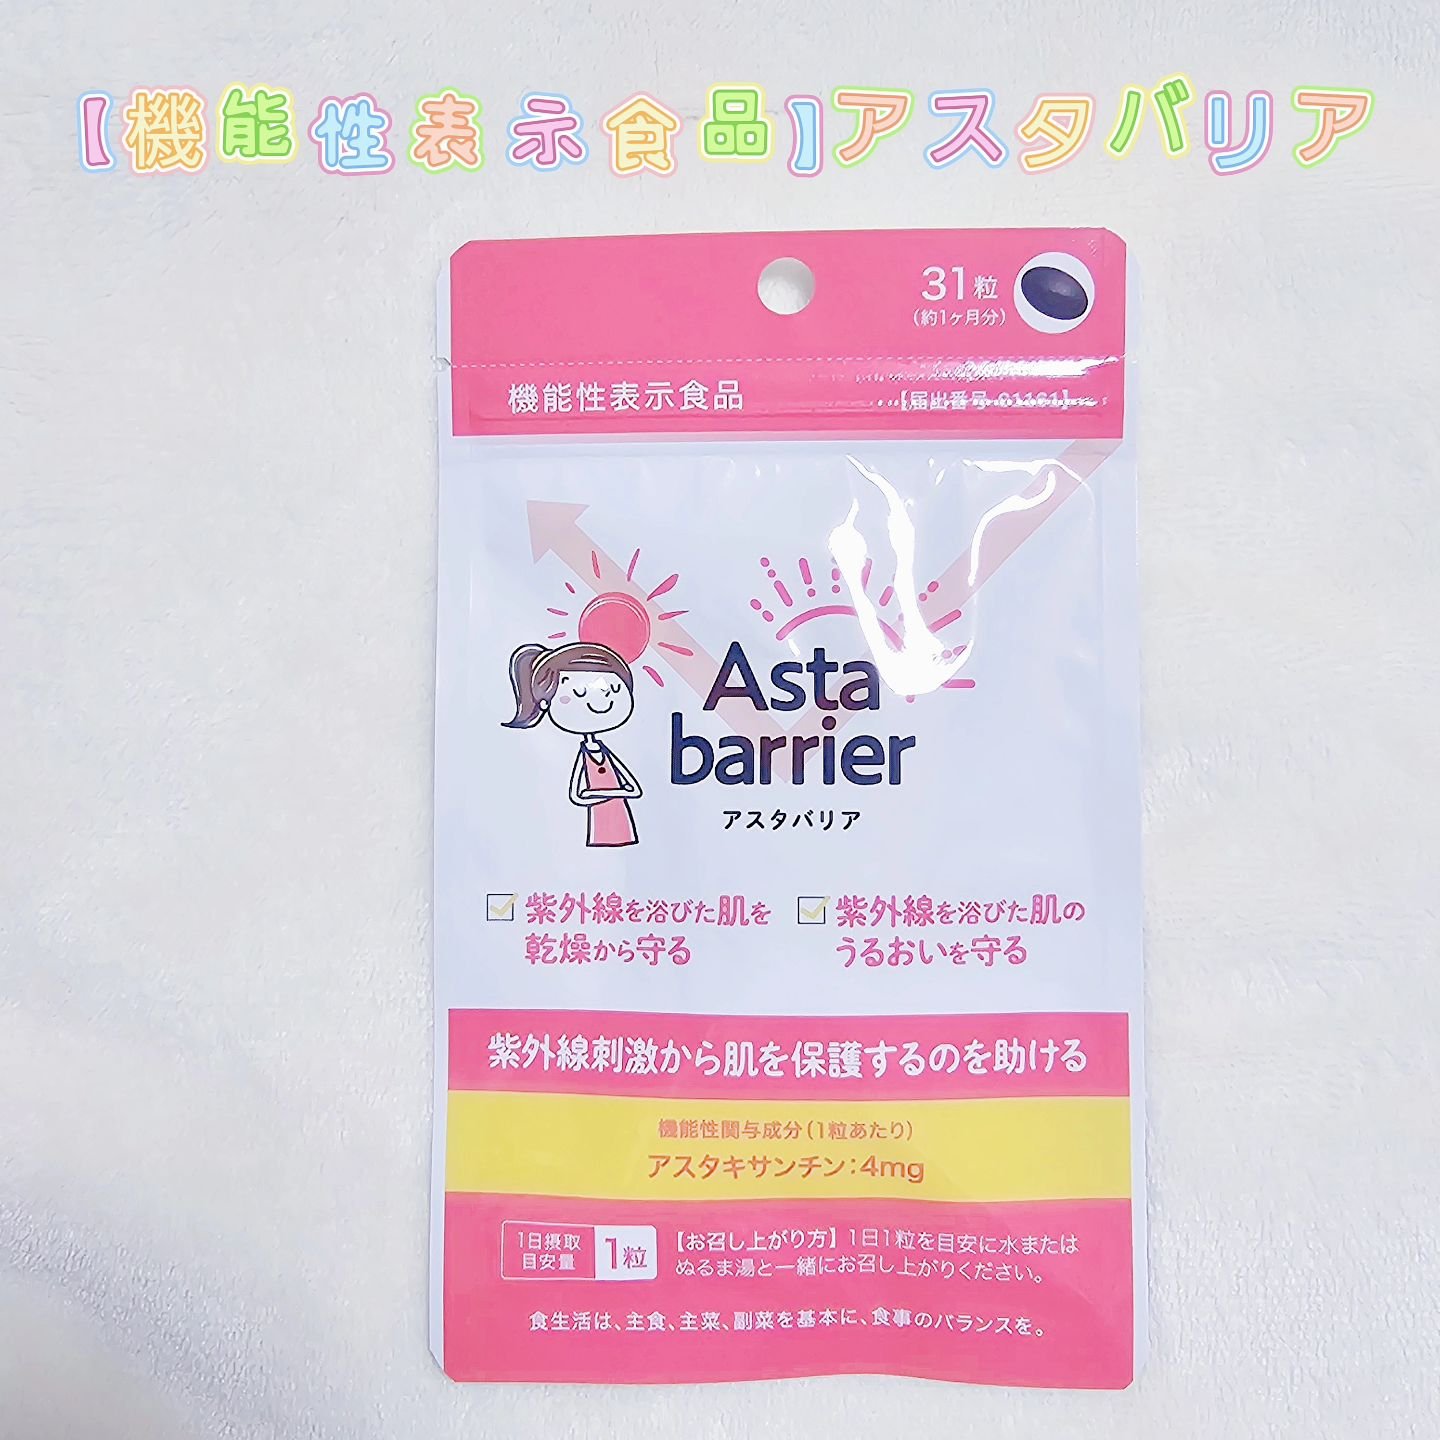 【機能性表示食品】アスタバリア
31粒
(約1ヶ月分)
機能性表示食品
【届出番号
Asta
barrier
アスタバリア
紫外線を浴びた肌を
乾燥から守る
紫外線を浴びた肌の
うるおいを守る
紫外線刺激から肌を保護するのを助ける
機能性関与成分(1粒あたり)
アスタキサンチン:4mg
1日摂取
目安量
1粒
【お召し上がり方】1日1粒を目安に水または
ぬるま湯と一緒にお召し上がりください。
食生活は、主食、主菜、副菜を基本に、食事のバランスを。